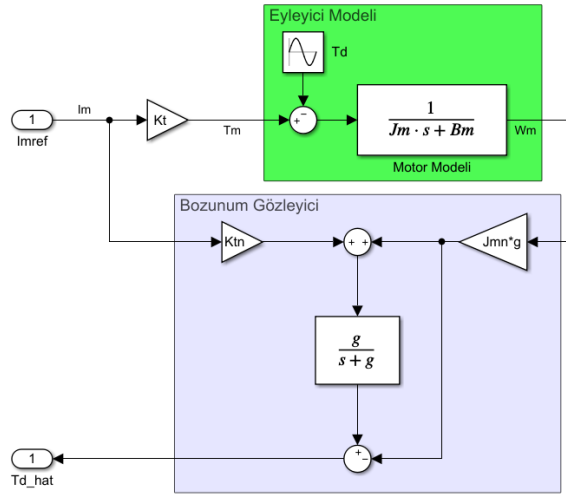 Eyleyici Modeli
Td
Im
1
Imref
Kt
Tm
−
+
1
Jm · s + Bm
Wm
Motor Modeli
Bozunum Gözleyici
Ktn
+ +
Jmn*g
g
s + g
1
Td_hat
+ −